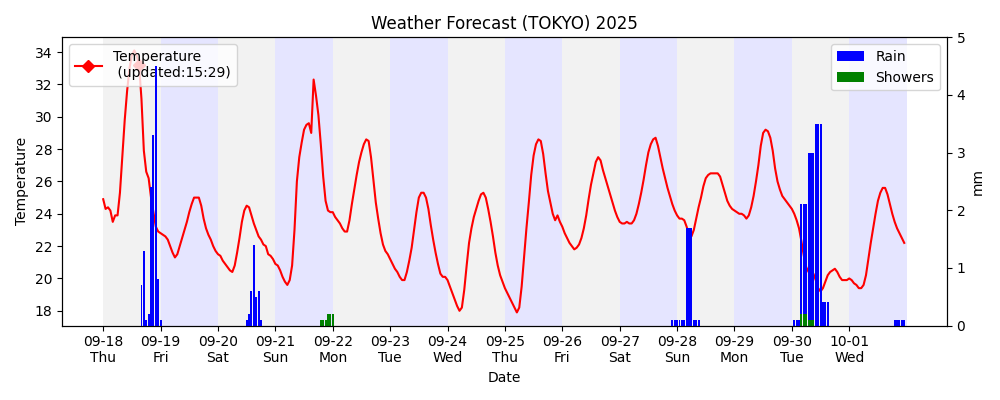 Weather Forecast (TOKYO) 2025
Temperature
(updated:15:29)
Rain
Showers
34
32
30
28
26
24
22
20
18
Temperature
5
4
3
2
1
0
mm
09-18 09-19 09-20 09-21 09-22 09-23 09-24 09-25 09-26 09-27 09-28 09-29 09-30 10-01
Thu Fri Sat Sun Mon Tue Wed Thu Fri Sat Sun Mon Tue Wed
Date